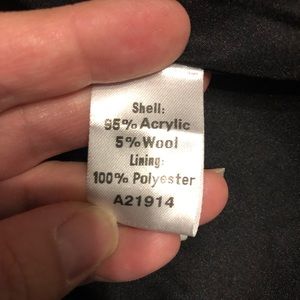 Shell:
95% Acrylic
5% Wool
Lining:
100% Polyester
A21914